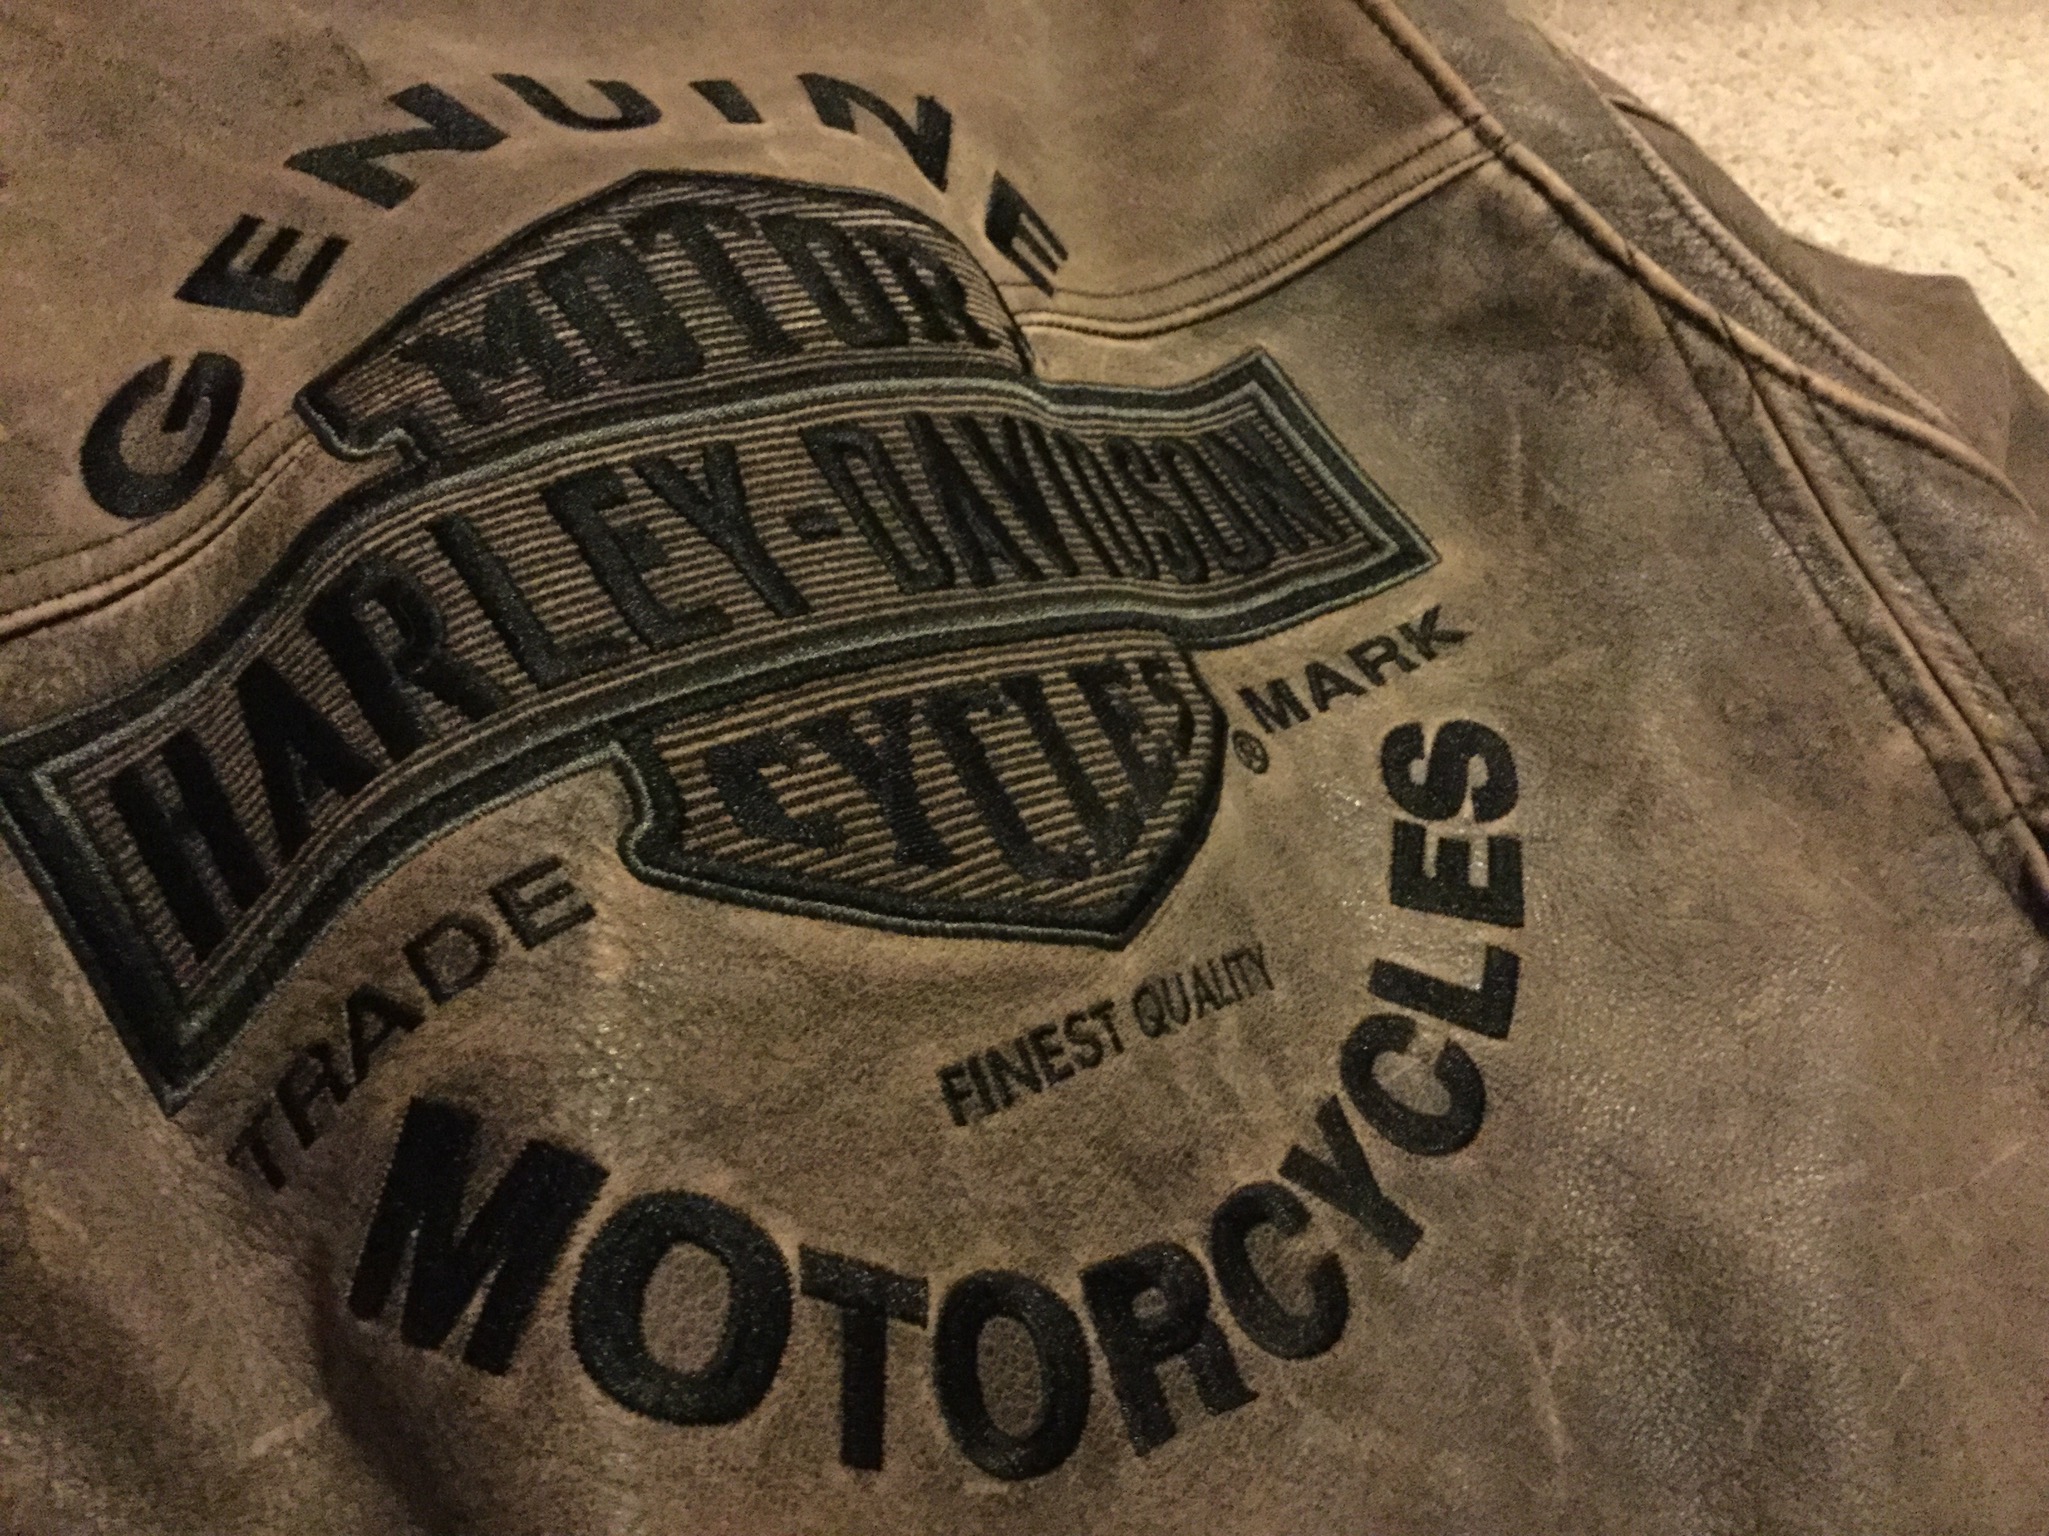 GENUINE
MOTOR
HARLEY-DAVIDSON
CYCLES
TRADE ® MARK
FINEST QUALITY
MOTORCYCLES